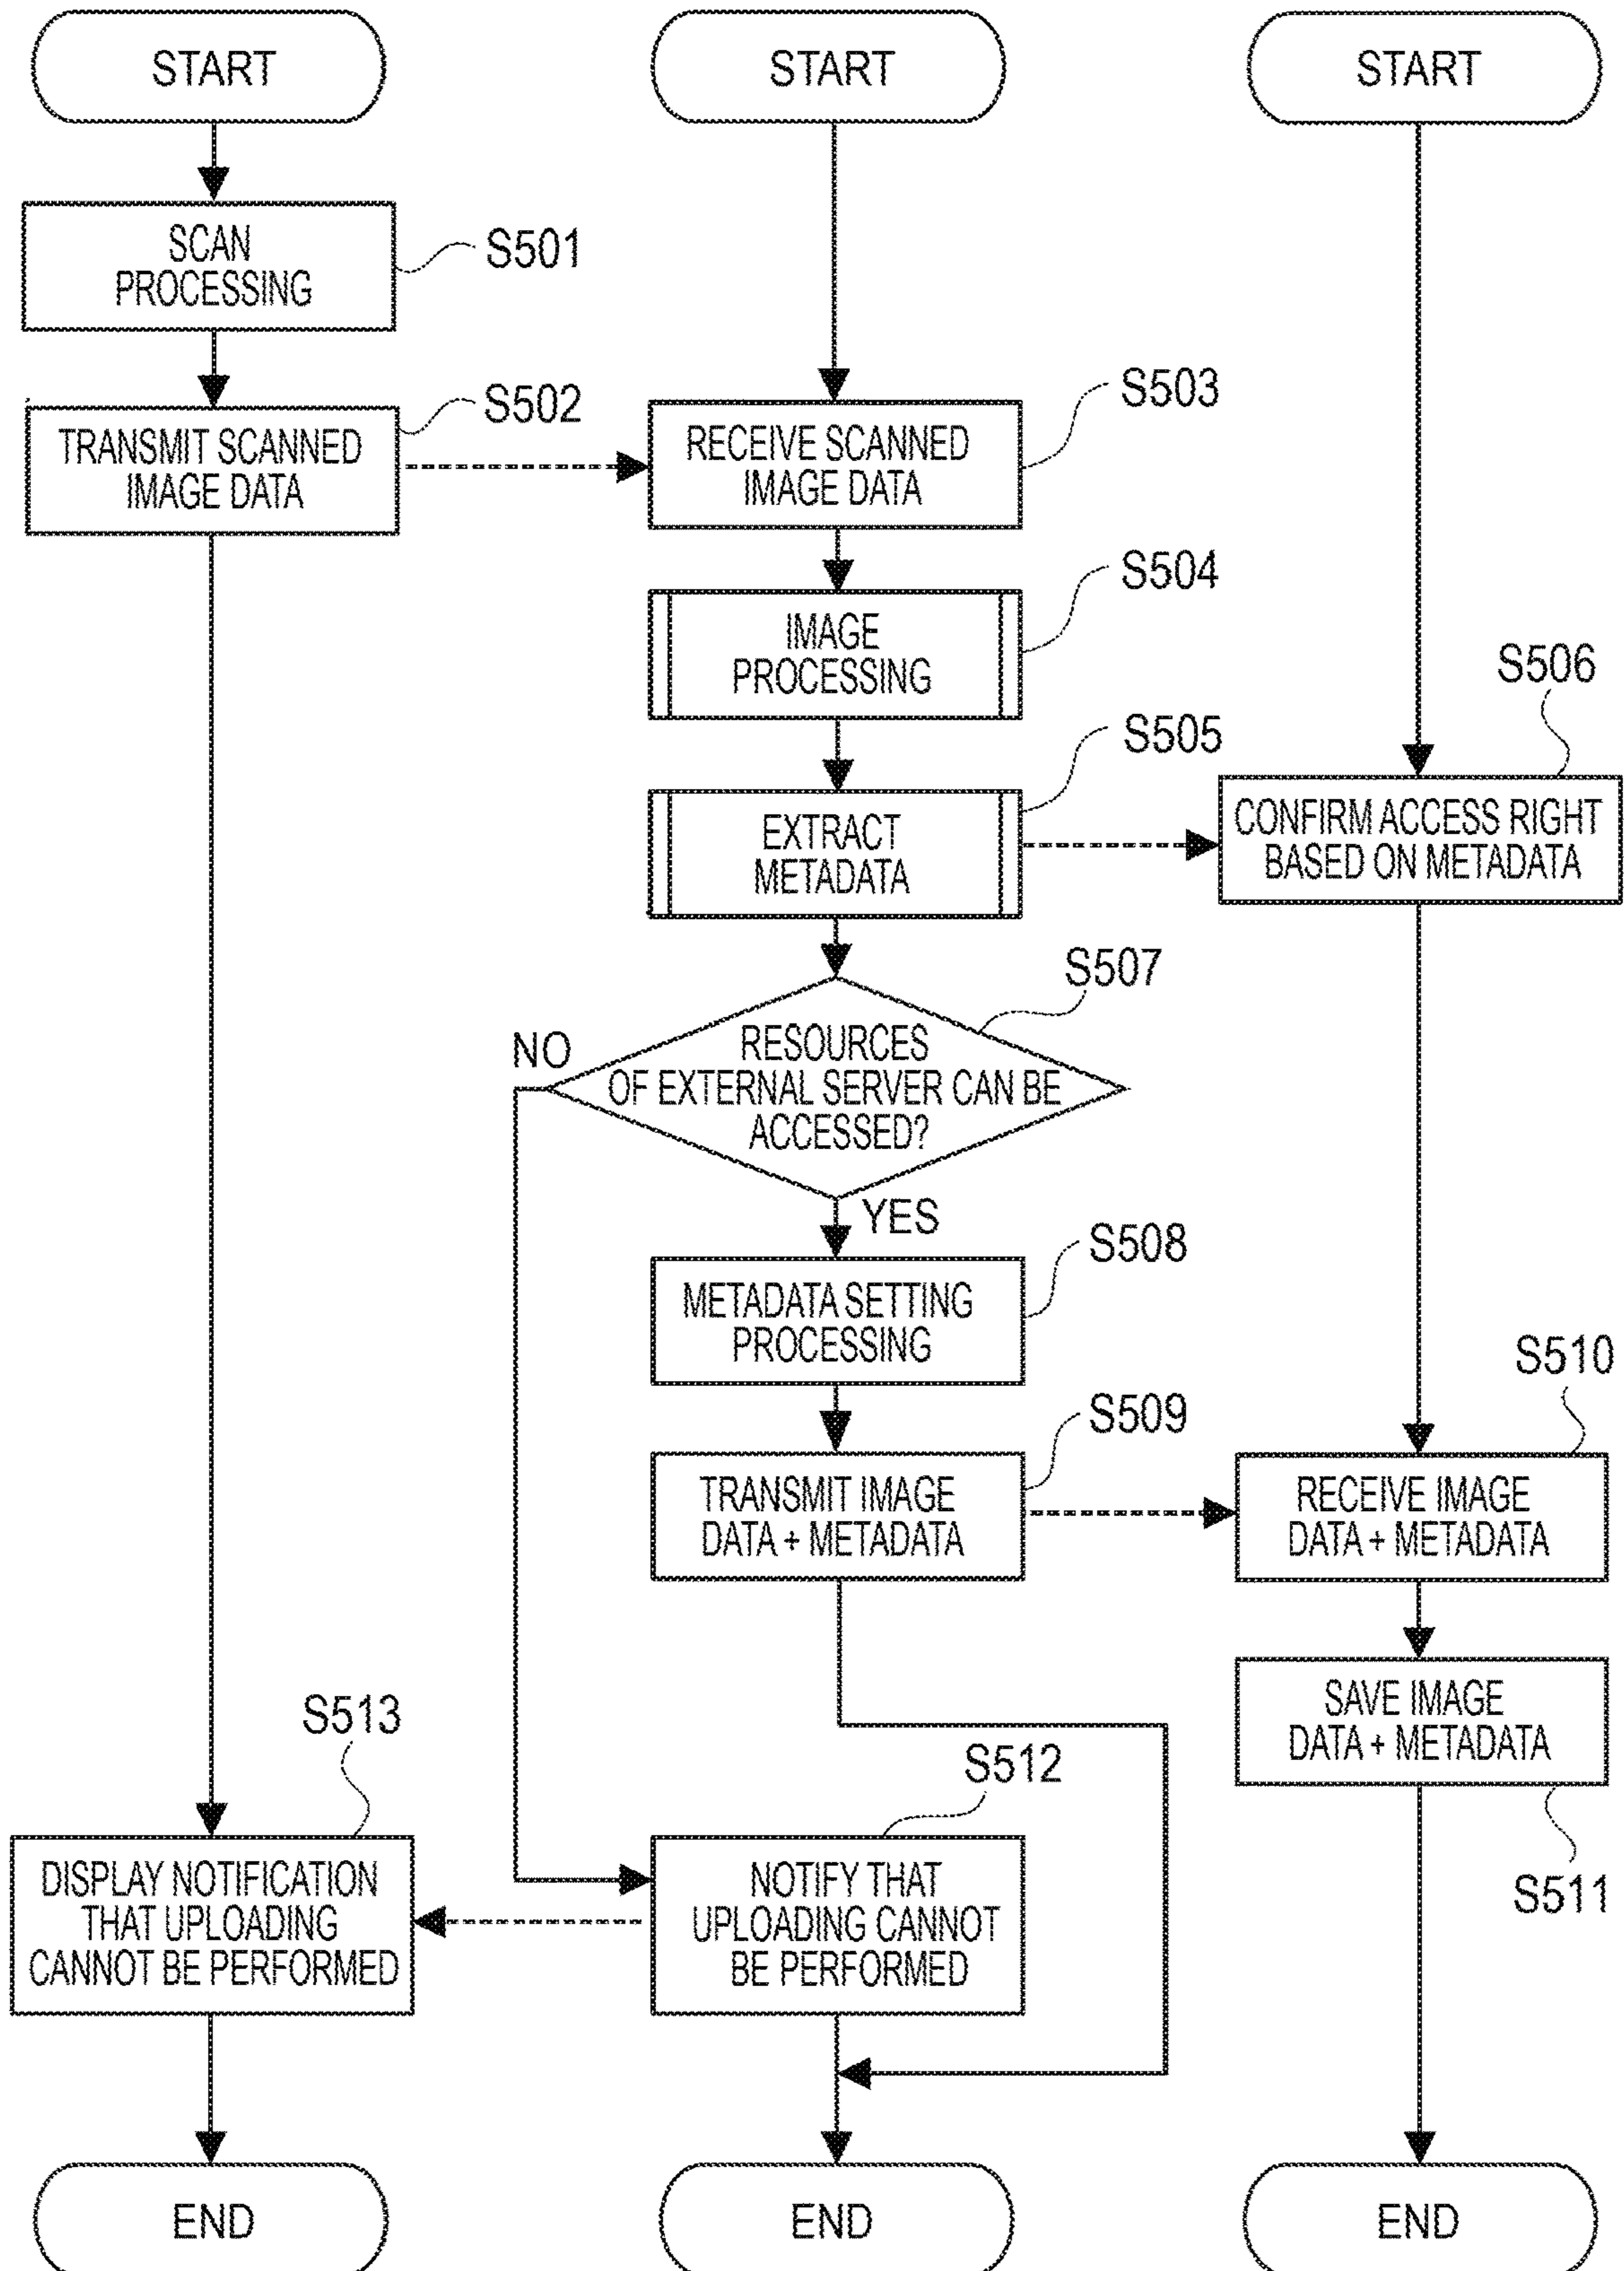 START
START
START
SCAN
PROCESSING
S501
TRANSMIT SCANNED
IMAGE DATA
S502
RECEIVE SCANNED
IMAGE DATA
S503
IMAGE
PROCESSING
S504
EXTRACT
METADATA
S505
CONFIRM ACCESS RIGHT
BASED ON METADATA
S506
RESOURCES
OF EXTERNAL SERVER CAN BE
ACCESSED?
S507
NO
YES
METADATA SETTING
PROCESSING
S508
TRANSMIT IMAGE
DATA + METADATA
S509
RECEIVE IMAGE
DATA + METADATA
S510
SAVE IMAGE
DATA + METADATA
S511
NOTIFY THAT
UPLOADING CANNOT
BE PERFORMED
S512
DISPLAY NOTIFICATION
THAT UPLOADING
CANNOT BE PERFORMED
S513
END
END
END